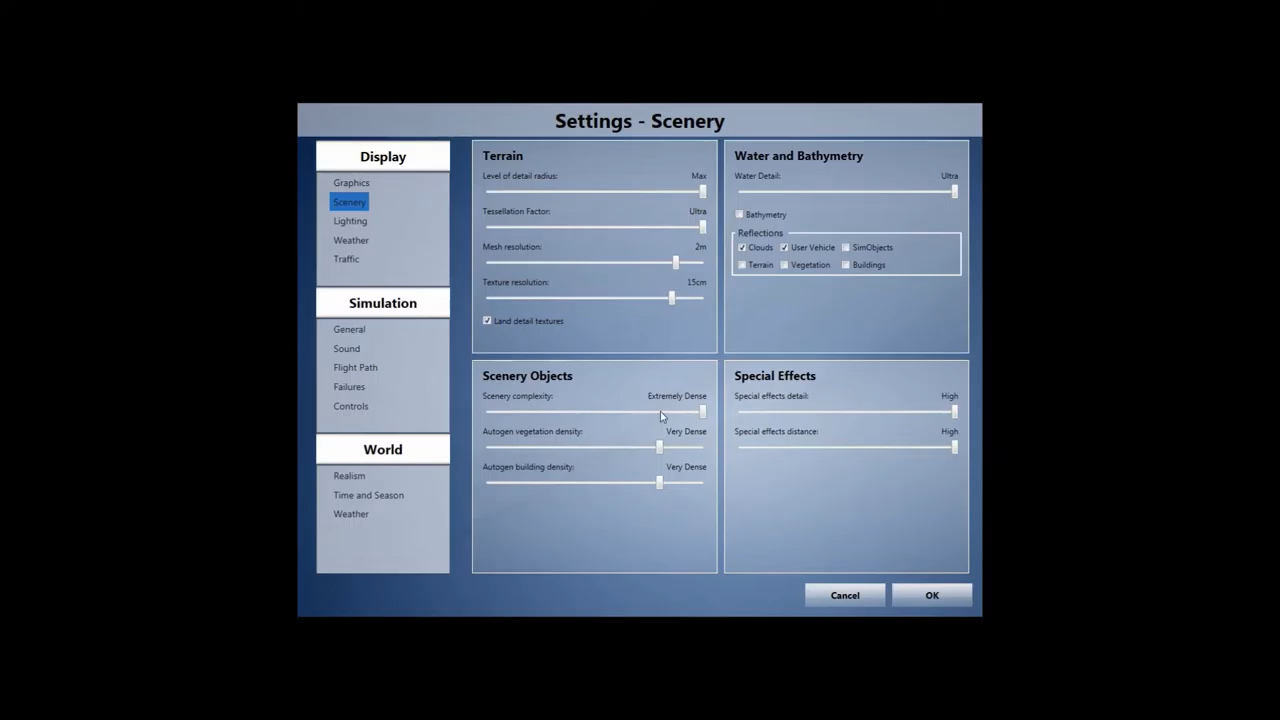 Settings - Scenery
Display
Graphics
Scenery
Lighting
Weather
Traffic
Simulation
General
Sound
Flight Path
Failures
Controls
World
Realism
Time and Season
Weather
Terrain
Level of detail radius: Max
Tessellation Factor: Ultra
Mesh resolution: 2m
Texture resolution: 15cm
Land detail textures
Water and Bathymetry
Water Detail: Ultra
Bathymetry
Reflections
Clouds User Vehicle SimObjects
Terrain Vegetation Buildings
Scenery Objects
Scenery complexity: Extremely Dense
Autogen vegetation density: Very Dense
Autogen building density: Very Dense
Special Effects
Special effects detail: High
Special effects distance: High
Cancel OK